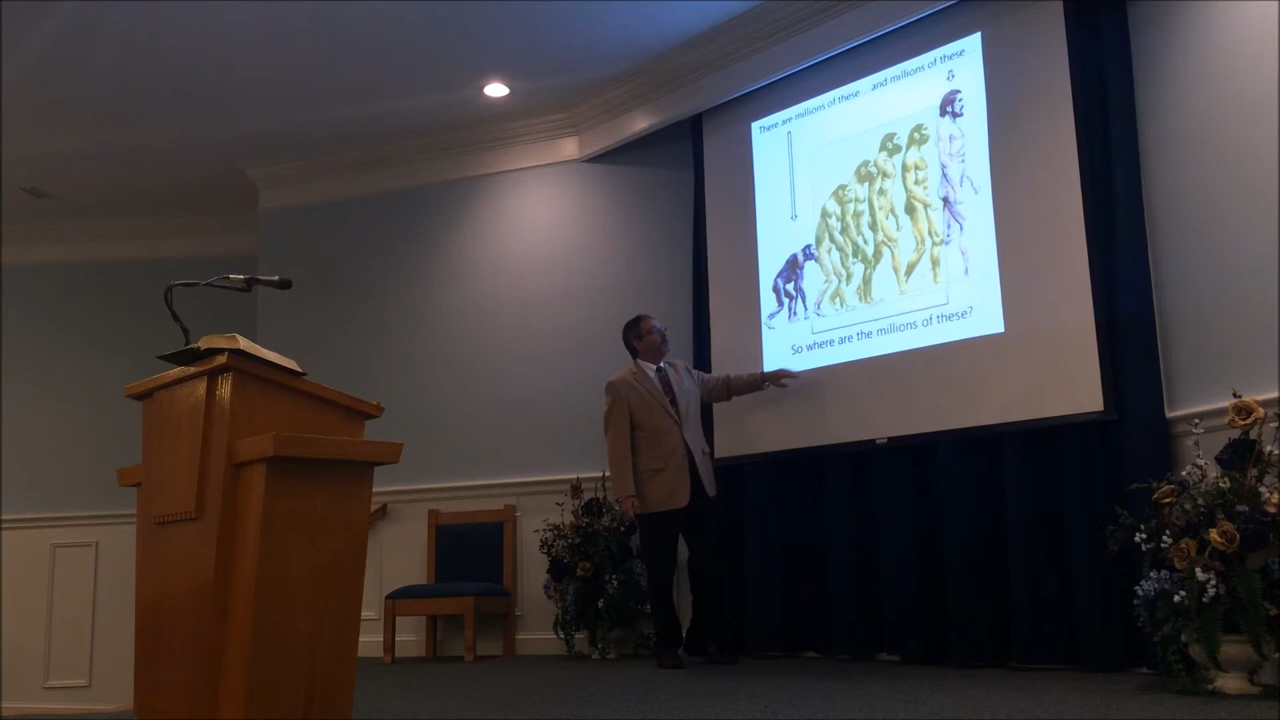 There are millions of these ... and millions of these ...
So where are the millions of these?